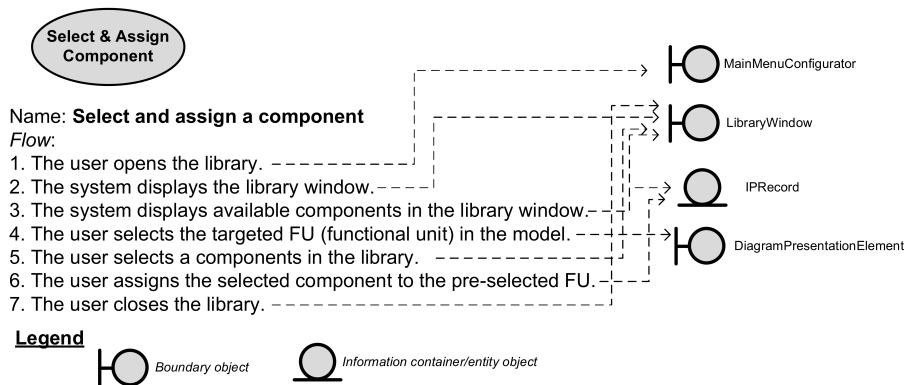 Select & Assign
Component
Name: Select and assign a component
Flow:
1. The user opens the library.
2. The system displays the library window.
3. The system displays available components in the library window.
4. The user selects the targeted FU (functional unit) in the model.
5. The user selects a components in the library.
6. The user assigns the selected component to the pre-selected FU.
7. The user closes the library.
MainMenuConfigurator
LibraryWindow
IPRecord
DiagramPresentationElement
Legend
Boundary object
Information container/entity object